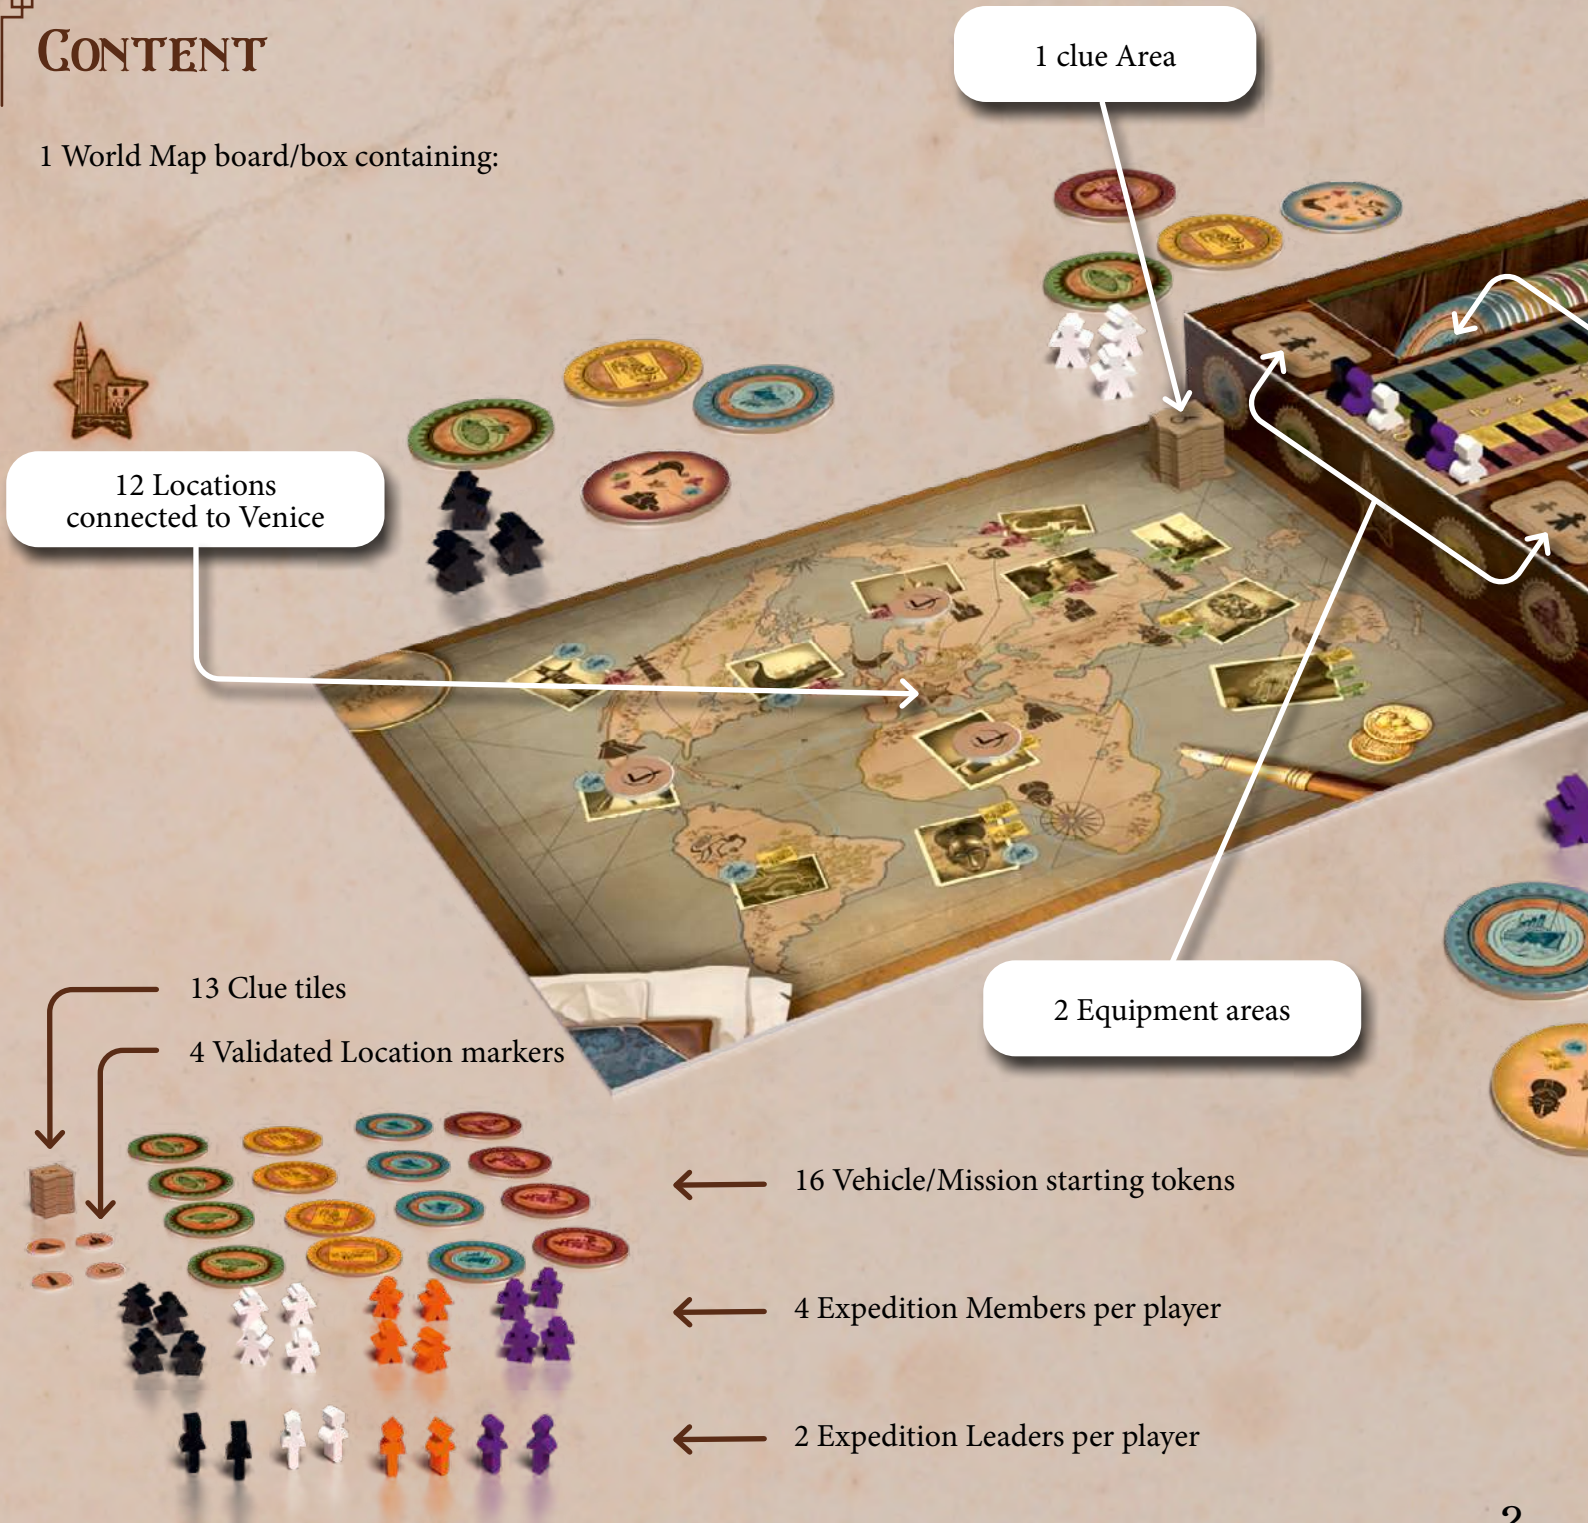 CONTENT
1 World Map board/box containing:
1 clue Area
12 Locations
connected to Venice
2 Equipment areas
13 Clue tiles
4 Validated Location markers
16 Vehicle/Mission starting tokens
4 Expedition Members per player
2 Expedition Leaders per player